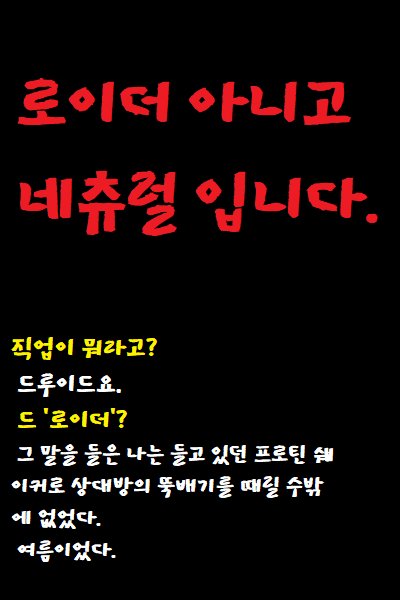 로이더 아니고
네츄럴 입니다.
직업이 뭐라고?
드루이드요.
드 '로이더'?
그 말을 들은 나는 들고 있던 프로틴 쉐
이커로 상대방의 뚝배기를 때릴 수밖
에 없었다.
여름이었다.